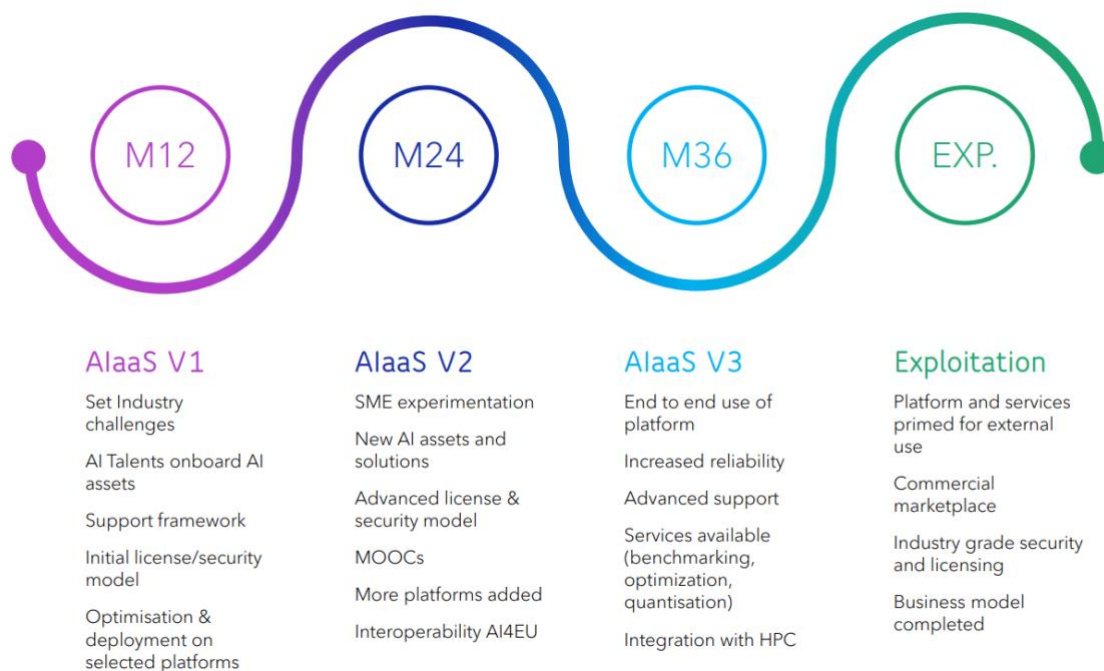 M12
M24
M36
EXP.
AIaaS V1
Set Industry
challenges
AI Talents onboard AI
assets
Support framework
Initial license/security
model
Optimisation &
deployment on
selected platforms
AIaaS V2
SME experimentation
New AI assets and
solutions
Advanced license &
security model
MOOCs
More platforms added
Interoperability AI4EU
AIaaS V3
End to end use of
platform
Increased reliability
Advanced support
Services available
(benchmarking,
optimization,
quantisation)
Integration with HPC
Exploitation
Platform and services
primed for external
use
Commercial
marketplace
Industry grade security
and licensing
Business model
completed